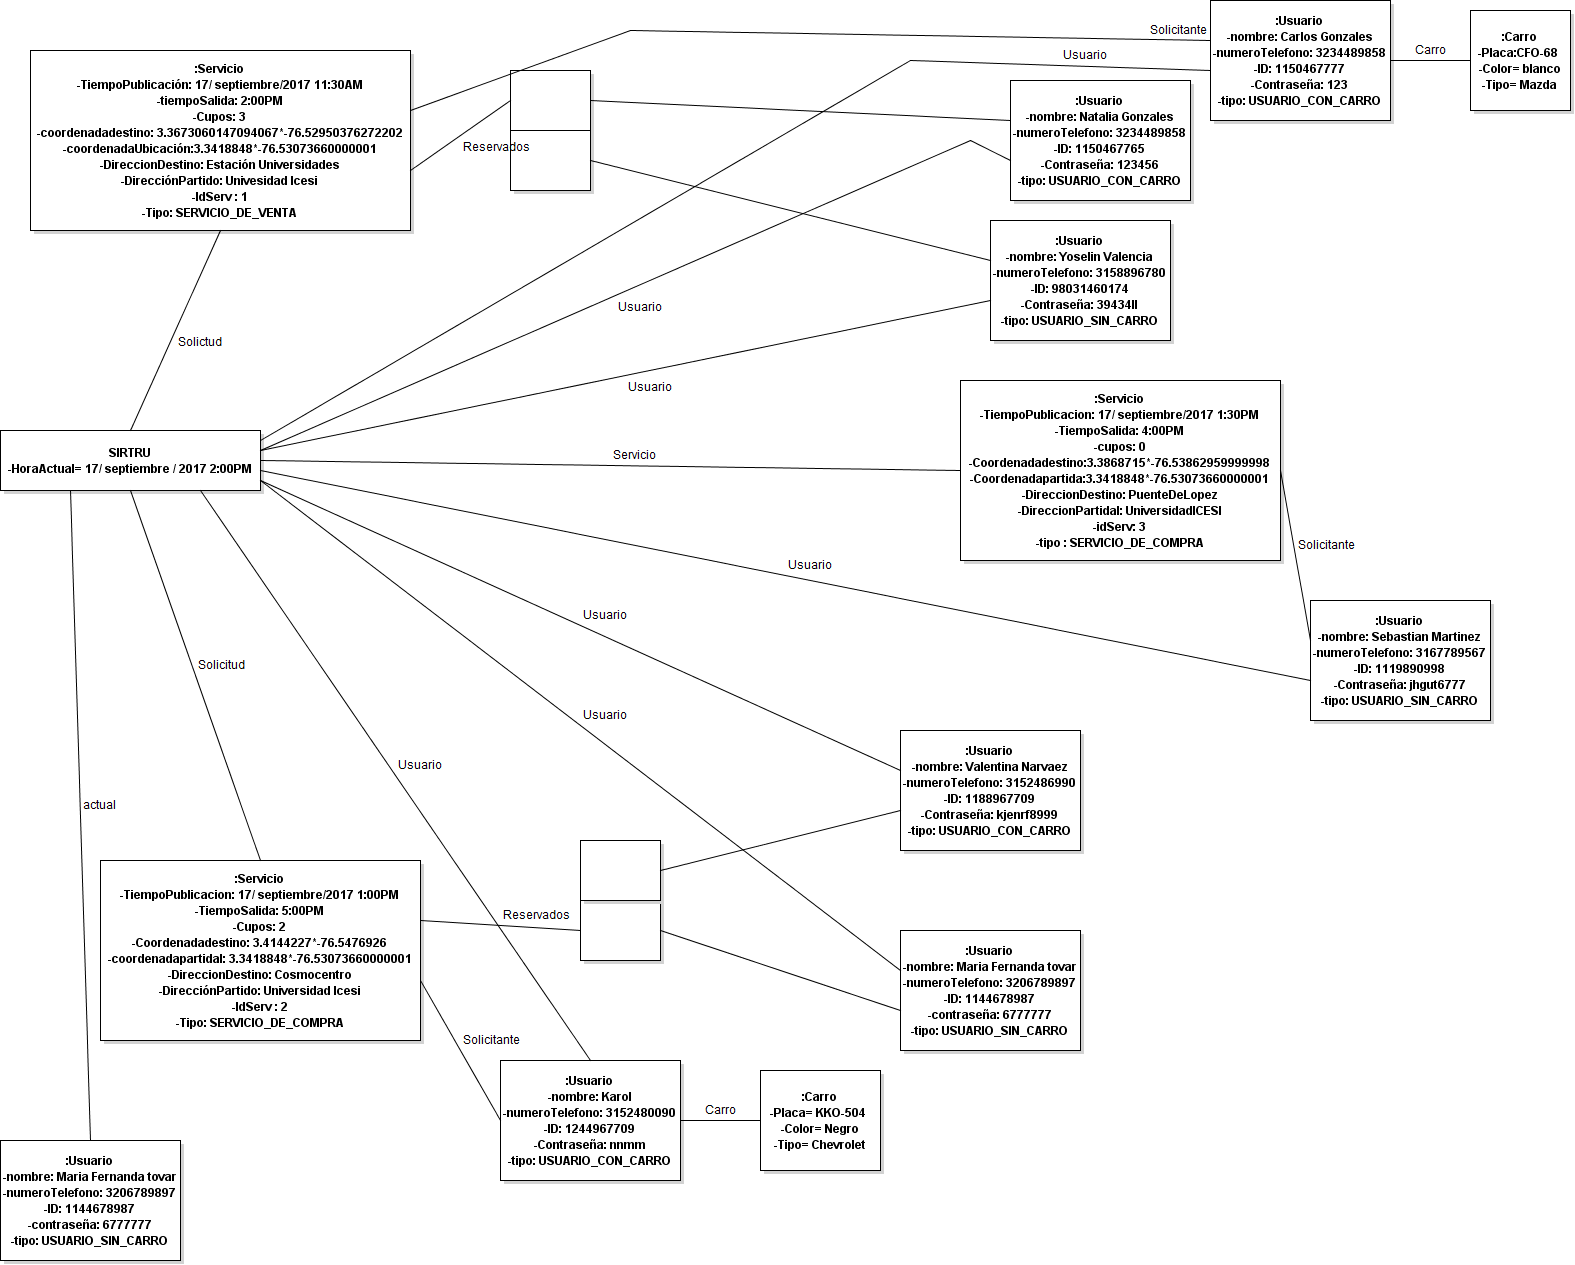 :Servicio
-TiempoPublicación: 17/ septiembre/2017 11:30AM
-tiempoSalida: 2:00PM
-Cupos: 3
-coordenadadestino: 3.3673060147094067*-76.52950376272202
-coordenadaUbicación:3.3418848*-76.53073660000001
-DireccionDestino: Estación Universidades
-DirecciónPartido: Univesidad Icesi
-IdServ : 1
-Tipo: SERVICIO_DE_VENTA
Reservados
Solicitante
Usuario
:Usuario
-nombre: Carlos Gonzales
-numeroTelefono: 3234489858
-ID: 1150467777
-Contraseña: 123
-tipo: USUARIO_CON_CARRO
Carro
:Carro
-Placa:CFO-68
-Color= blanco
-Tipo= Mazda
:Usuario
-nombre: Natalia Gonzales
-numeroTelefono: 3234489858
-ID: 1150467765
-Contraseña: 123456
-tipo: USUARIO_CON_CARRO
:Usuario
-nombre: Yoselin Valencia
-numeroTelefono: 3158896780
-ID: 98031460174
-Contraseña: 39434ll
-tipo: USUARIO_SIN_CARRO
Usuario
Solictud
Usuario
SIRTRU
-HoraActual= 17/ septiembre / 2017 2:00PM
Servicio
:Servicio
-TiempoPublicacion: 17/ septiembre/2017 1:30PM
-TiempoSalida: 4:00PM
-cupos: 0
-Coordenadadestino:3.3868715*-76.53862959999998
-Coordenadapartida:3.3418848*-76.53073660000001
-DireccionDestino: PuenteDeLopez
-DireccionPartidal: UniversidadICESI
-idServ: 3
-tipo : SERVICIO_DE_COMPRA
Solicitante
Usuario
:Usuario
-nombre: Sebastian Martinez
-numeroTelefono: 3167789567
-ID: 1119890998
-Contraseña: jhgut6777
-tipo: USUARIO_SIN_CARRO
Usuario
Solicitud
Usuario
Usuario
:Usuario
-nombre: Valentina Narvaez
-numeroTelefono: 3152486990
-ID: 1188967709
-Contraseña: kjenrf8999
-tipo: USUARIO_CON_CARRO
actual
:Servicio
-TiempoPublicacion: 17/ septiembre/2017 1:00PM
-TiempoSalida: 5:00PM
-Cupos: 2
-Coordenadadestino: 3.4144227*-76.5476926
-coordenadapartidal: 3.3418848*-76.53073660000001
-DireccionDestino: Cosmocentro
-DirecciónPartido: Universidad Icesi
-IdServ : 2
-Tipo: SERVICIO_DE_COMPRA
Reservados
:Usuario
-nombre: Maria Fernanda tovar
-numeroTelefono: 3206789897
-ID: 1144678987
-contraseña: 6777777
-tipo: USUARIO_SIN_CARRO
Solicitante
:Usuario
-nombre: Karol
-numeroTelefono: 3152480090
-ID: 1244967709
-Contraseña: nnmm
-tipo: USUARIO_CON_CARRO
Carro
:Carro
-Placa= KKO-504
-Color= Negro
-Tipo= Chevrolet
:Usuario
-nombre: Maria Fernanda tovar
-numeroTelefono: 3206789897
-ID: 1144678987
-contraseña: 6777777
-tipo: USUARIO_SIN_CARRO